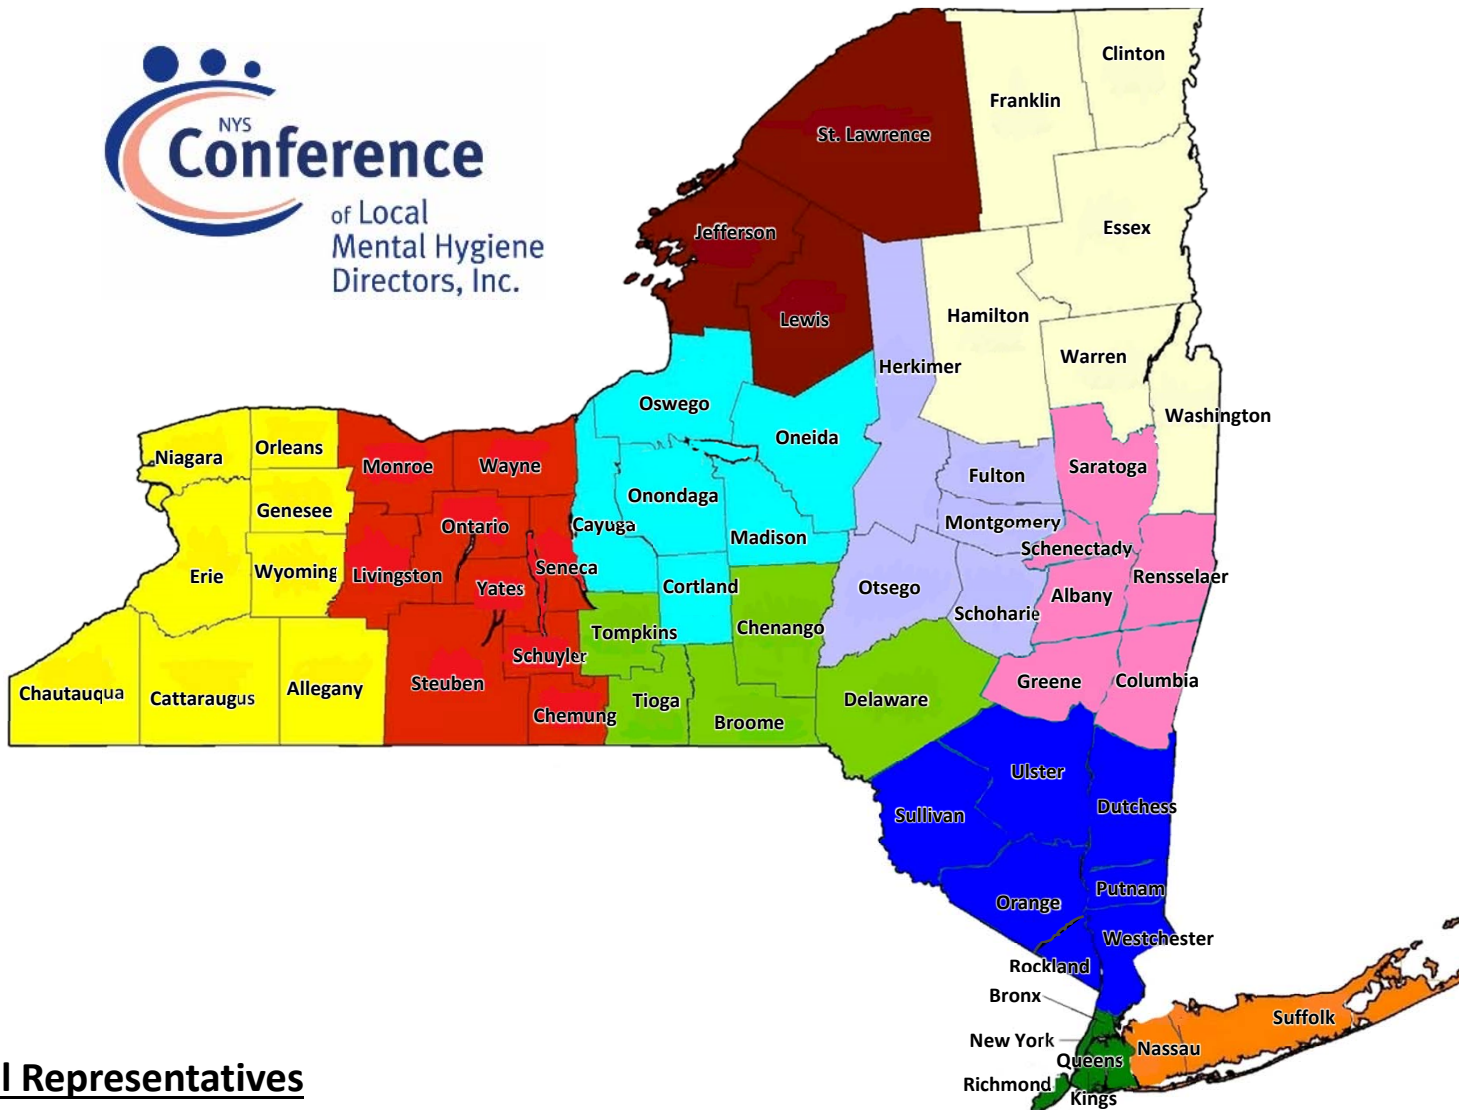 NYS
Conference
of Local
Mental Hygiene
Directors, Inc.
Clinton
Franklin
St. Lawrence
Essex
Jefferson
Hamilton
Lewis
Warren
Herkimer
Oswego
Washington
Oneida
Orleans
Niagara
Monroe
Wayne
Saratoga
Fulton
Onondaga
Genesee
Montgomery
Ontario
Cayuga
Madison
Schenectady
Seneca
Wyoming
Erie
Livingston
Rensselaer
Yates
Cortland
Otsego
Albany
Schoharie
Chenango
Tompkins
Schuyler
Greene
Columbia
Steuben
Allegany
Chautauqua
Cattaraugus
Tioga
Delaware
Chemung
Broome
Ulster
Dutchess
Sullivan
Putnam
Orange
Westchester
Rockland
Bronx
Suffolk
New York
Nassau
Queens
Richmond
Kings
l Representatives